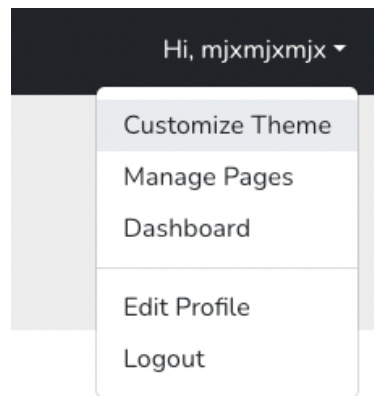 Hi, mjxmjxmjx
Customize Theme
Manage Pages
Dashboard
Edit Profile
Logout